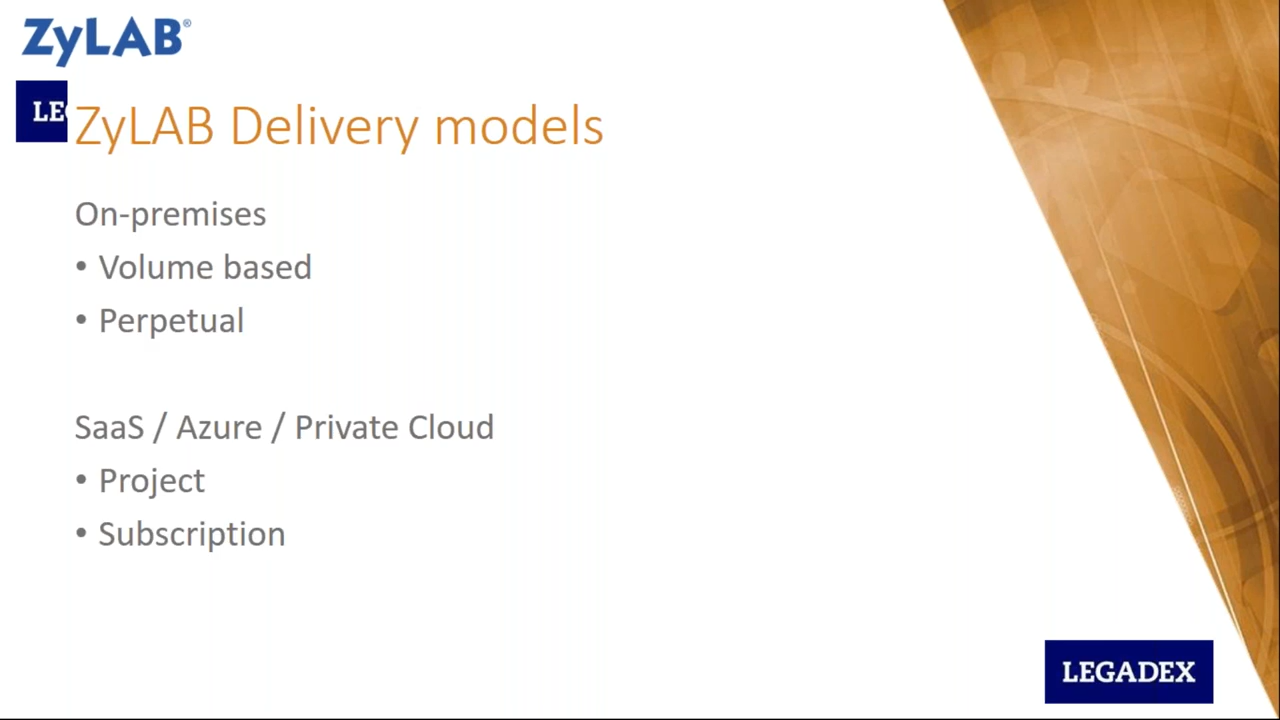 ZyLAB®
LE
ZyLAB Delivery models
On-premises
• Volume based
• Perpetual
SaaS / Azure / Private Cloud
• Project
• Subscription
LEGADEX